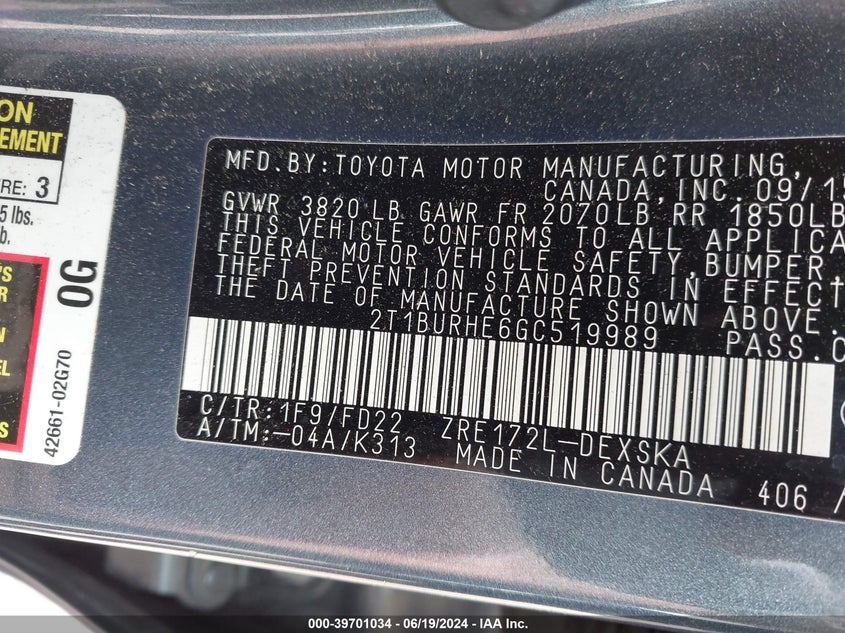 ON
EMENT
RE: 3
5 lbs.
b.
'S
R
N
EL
OG
42661-02G70
MFD.BY:TOYOTA MOTOR MANUFACTURING,
CANADA,INC. 09/15
GVWR 3820 LB GAWR FR 2070LB RR 1850LB
THIS VEHICLE CONFORMS TO ALL APPLICA
FEDERAL MOTOR VEHICLE SAFETY,BUMPER,
THEFT PREVENTION STANDARDS IN EFFECT
THE DATE OF MANUFACTURE SHOWN ABOVE.
2T1BURHE6GC519989 PASS.C
C/TR:1F9/FD22 ZRE172L-DEXSKA
A/TM:-04A/K313 MADE IN CANADA 406 /
000-39701034 - 06/19/2024 - IAA Inc.